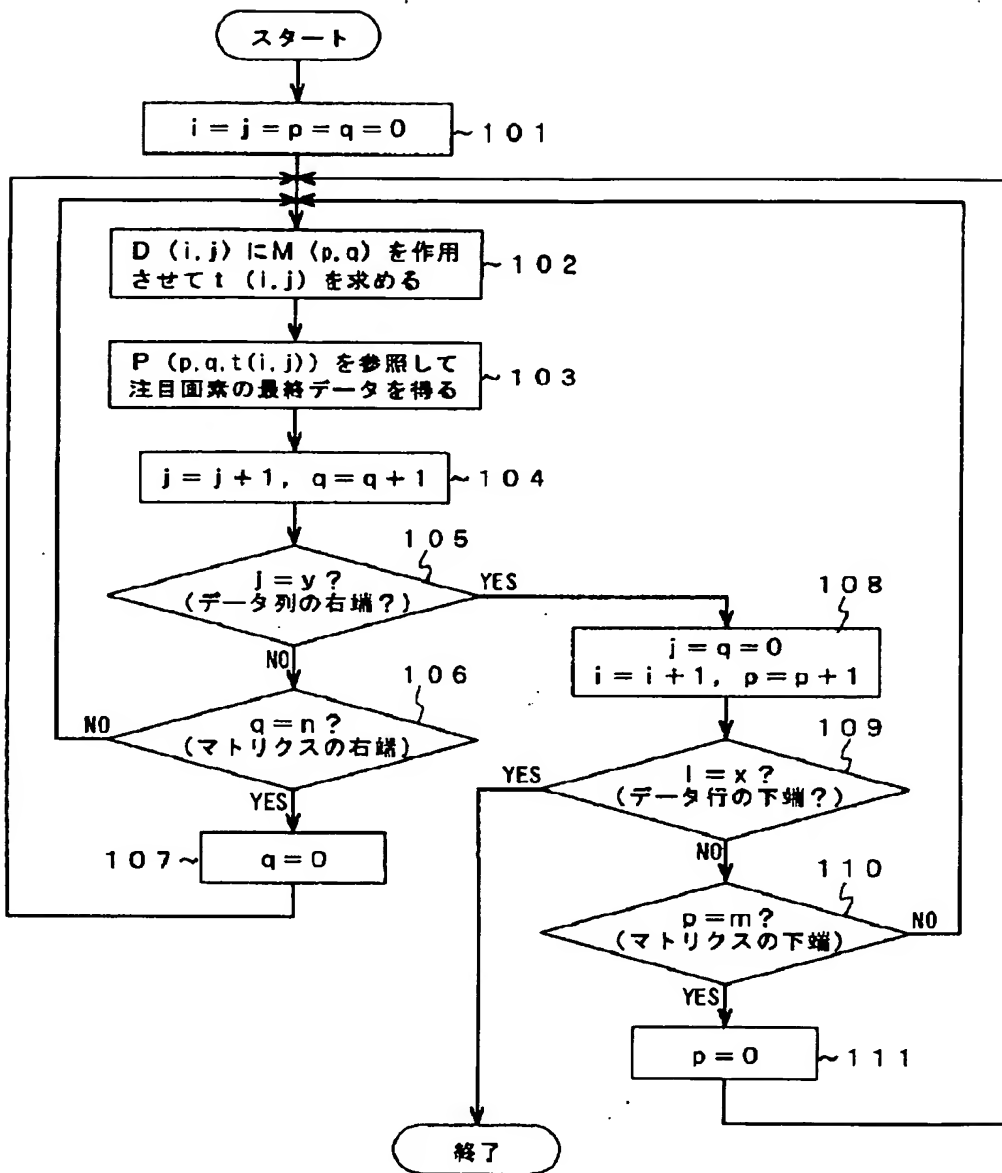 スタート
i = j = p = q = 0
~101
D (i,j) にM (p,q) を作用
させて t (i,j) を求める
~102
P (p,q,t(i,j)) を参照して
注目画素の最終データを得る
~103
j = j + 1, q = q + 1
~104
105
j = y ?
(データ列の右端?)
YES
NO
106
q = n ?
(マトリクスの右端)
NO
YES
107~
q = 0
108
j = q = 0
i = i + 1, p = p + 1
109
I = x ?
(データ行の下端?)
YES
NO
110
p = m ?
(マトリクスの下端)
NO
YES
p = 0
~111
終了